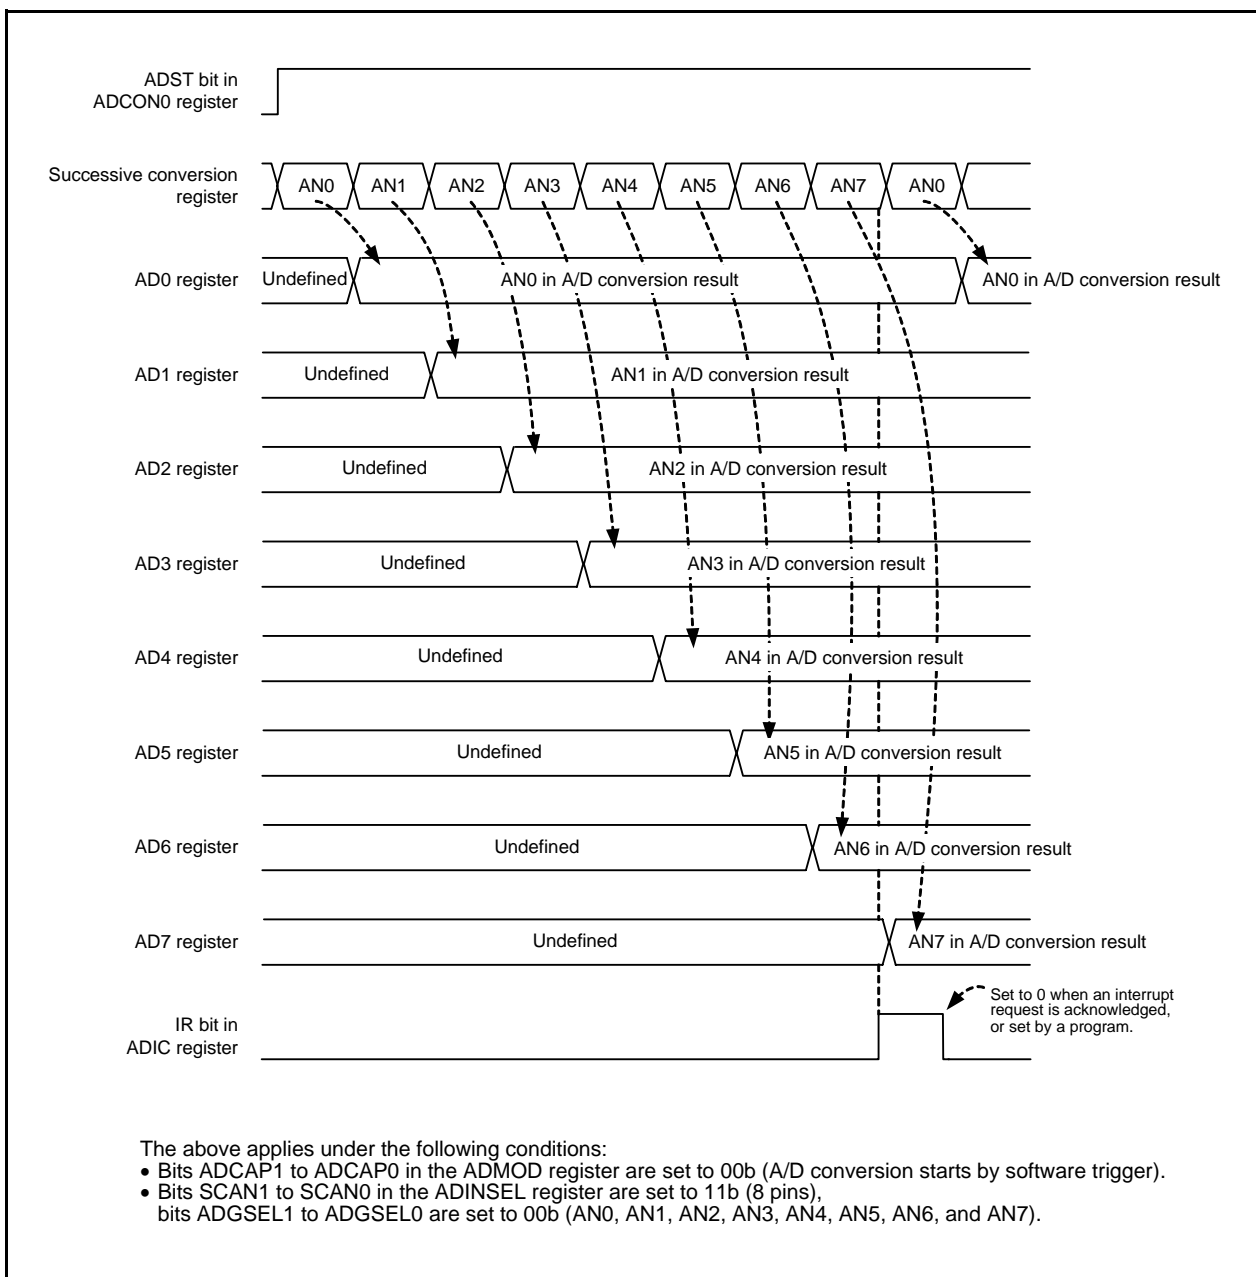 ADST bit in
ADCON0 register
Successive conversion
register
AN0 AN1 AN2 AN3 AN4 AN5 AN6 AN7 AN0
AD0 register
Undefined
AN0 in A/D conversion result
AN0 in A/D conversion result
AD1 register
Undefined
AN1 in A/D conversion result
AD2 register
Undefined
AN2 in A/D conversion result
AD3 register
Undefined
AN3 in A/D conversion result
AD4 register
Undefined
AN4 in A/D conversion result
AD5 register
Undefined
AN5 in A/D conversion result
AD6 register
Undefined
AN6 in A/D conversion result
AD7 register
Undefined
AN7 in A/D conversion result
IR bit in
ADIC register
Set to 0 when an interrupt
request is acknowledged,
or set by a program.
The above applies under the following conditions:
• Bits ADCAP1 to ADCAP0 in the ADMOD register are set to 00b (A/D conversion starts by software trigger).
• Bits SCAN1 to SCAN0 in the ADINSEL register are set to 11b (8 pins),
bits ADGSEL1 to ADGSEL0 are set to 00b (AN0, AN1, AN2, AN3, AN4, AN5, AN6, and AN7).